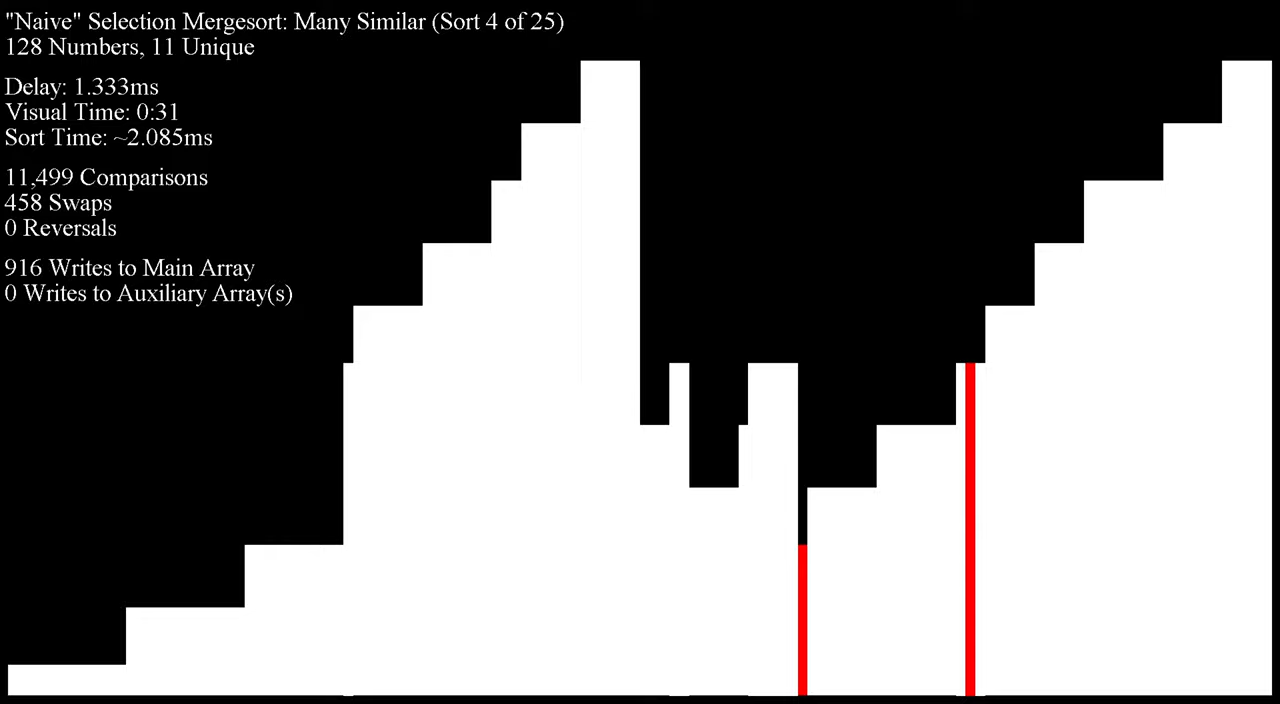 "Naive" Selection Mergesort: Many Similar (Sort 4 of 25)
128 Numbers, 11 Unique
Delay: 1.333ms
Visual Time: 0:31
Sort Time: ~2.085ms
11,499 Comparisons
458 Swaps
0 Reversals
916 Writes to Main Array
0 Writes to Auxiliary Array(s)